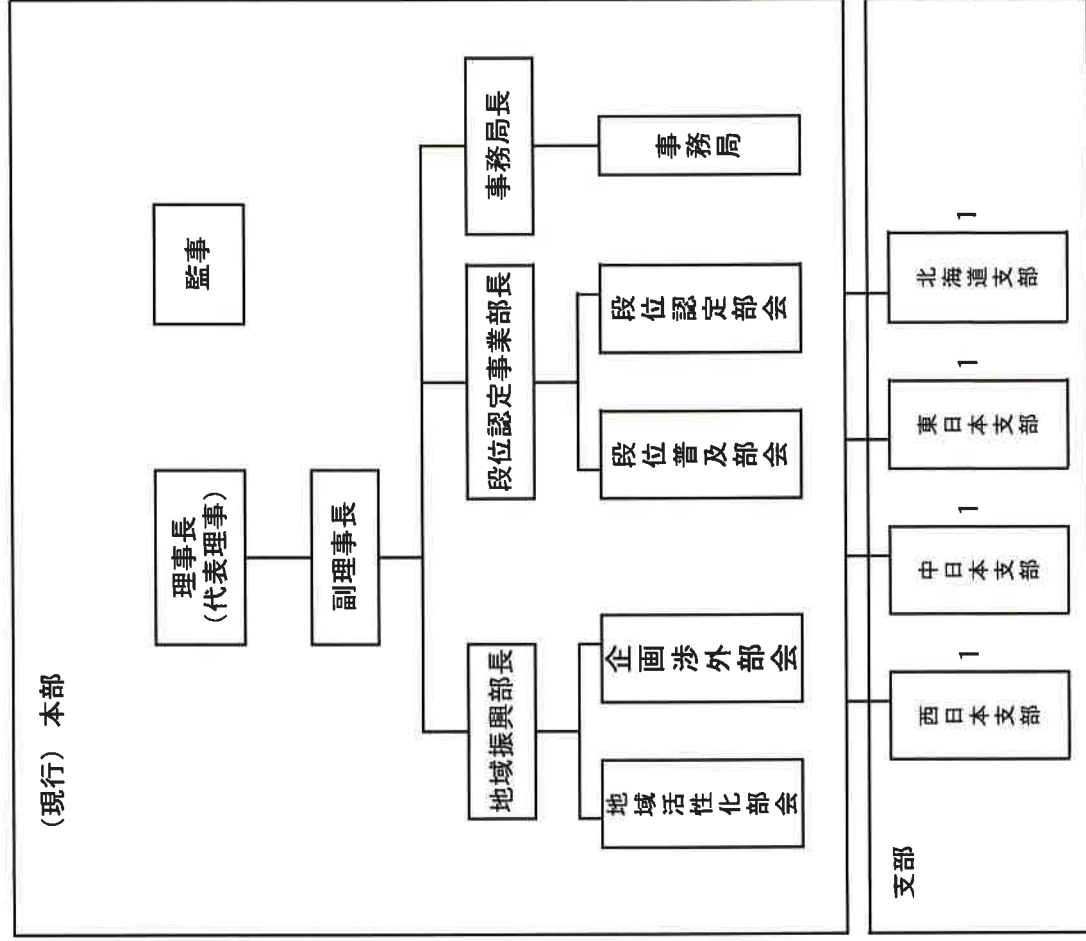 (現行) 本部
理事長
(代表理事)
監事
副理事長
地域振興部長
段位認定事業部長
事務局長
地域活性化部会
企画渉外部会
段位普及部会
段位認定部会
事務局
支部
西日本支部
1
中日本支部
1
東日本支部
1
北海道支部
1